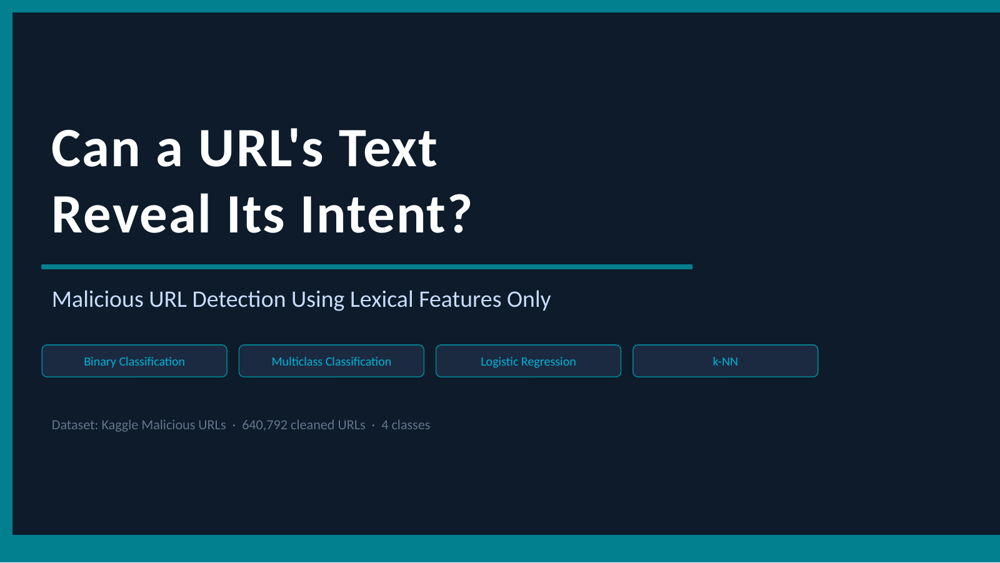 Can a URL's Text
Reveal Its Intent?
Malicious URL Detection Using Lexical Features Only
Binary Classification
Multiclass Classification
Logistic Regression
k-NN
Dataset: Kaggle Malicious URLs · 640,792 cleaned URLs · 4 classes